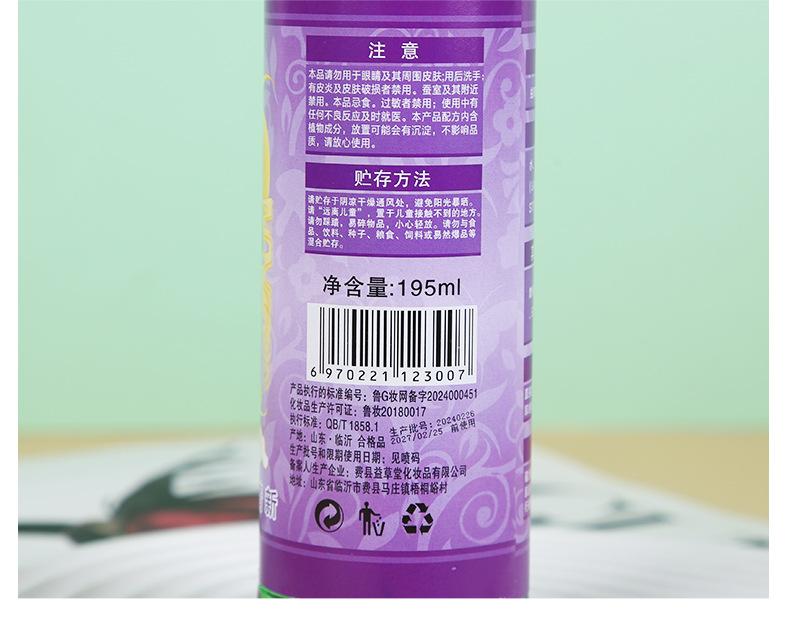 注 意
本品请勿用于眼睛及其周围皮肤;用后洗手;
有皮炎及皮肤破损者禁用。蚕室及其附近
禁用。本品忌食。过敏者禁用；使用中有
任何不良反应及时就医。本产品配方内含
植物成分，放置可能会有沉淀，不影响品
质，请放心使用。
贮存方法
请贮存于阴凉干燥通风处，避免阳光暴晒。
请“远离儿童”，置于儿童接触不到的地方。
请勿踩踏，易碎物品，小心轻放。请勿与食
品、饮料、种子、粮食、饲料或易燃爆品等
混合贮存。
净含量:195ml
6 970221 123007
产品执行的标准编号：鲁G妆网备字2024000451
化妆品生产许可证：鲁妆20180017
执行标准：QB/T 1858.1
生产批号：20240226
2027/02/25 前使用
产地：山东·临沂 合格品
生产批号和限期使用日期：见喷码
备案人/生产企业：费县益草堂化妆品有限公司
地址：山东省临沂市费县马庄镇梧桐峪村
新